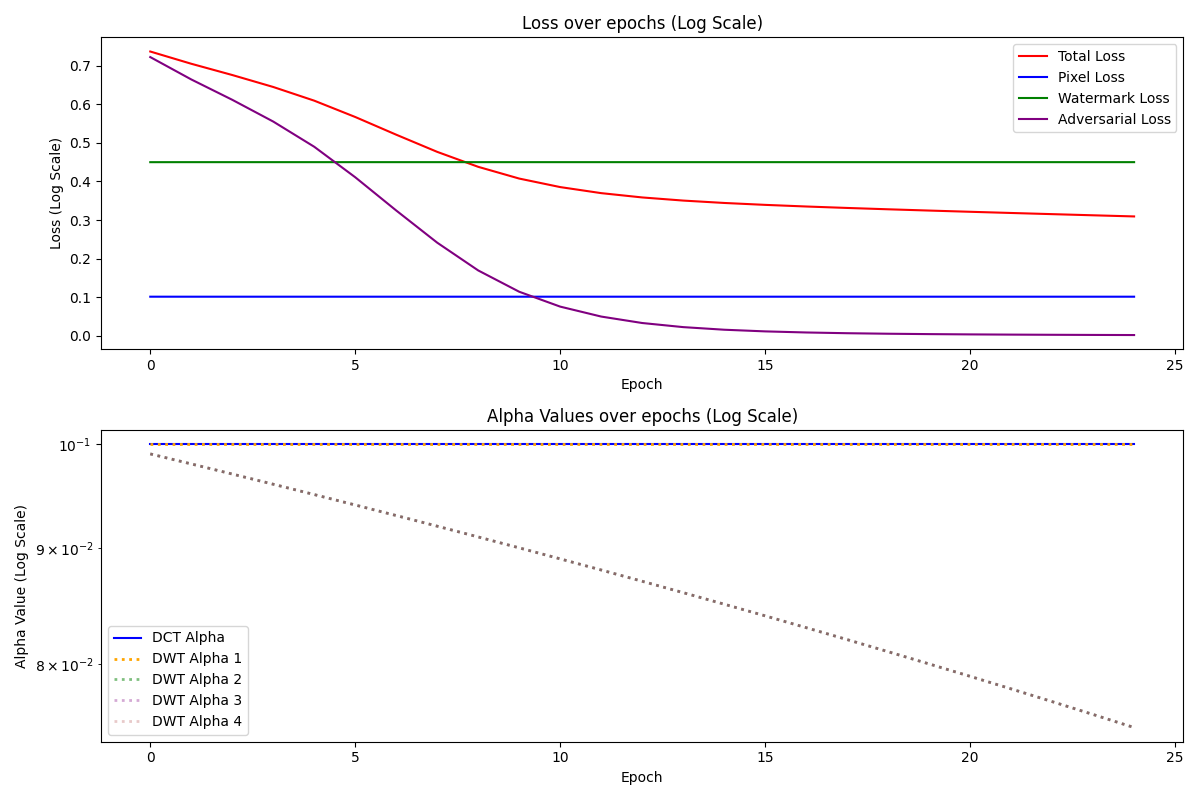 Loss over epochs (Log Scale)
Loss (Log Scale)
0.7
0.6
0.5
0.4
0.3
0.2
0.1
0.0
Total Loss
Pixel Loss
Watermark Loss
Adversarial Loss
0 5 10 15 20 25
Epoch
Alpha Values over epochs (Log Scale)
Alpha Value (Log Scale)
10⁻¹
9 × 10⁻²
8 × 10⁻²
DCT Alpha
DWT Alpha 1
DWT Alpha 2
DWT Alpha 3
DWT Alpha 4
0 5 10 15 20 25
Epoch